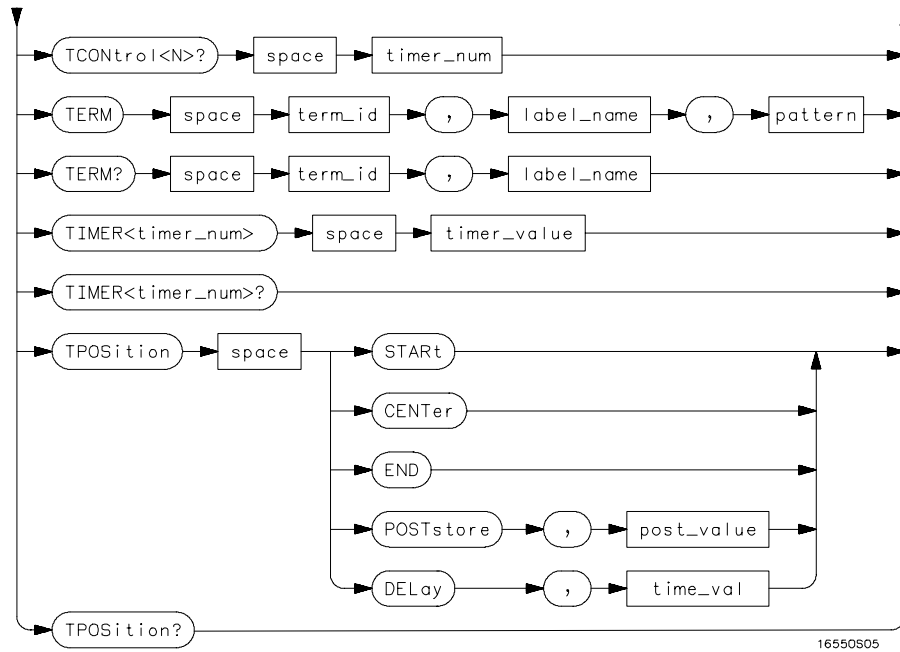 TCONtrol<N>? space timer_num
TERM space term_id , label_name , pattern
TERM? space term_id , label_name
TIMER<timer_num> space timer_value
TIMER<timer_num>?
TPOSition space STARt
CENTer
END
POSTstore , post_value
DELay , time_val
TPOSition?
16550S05